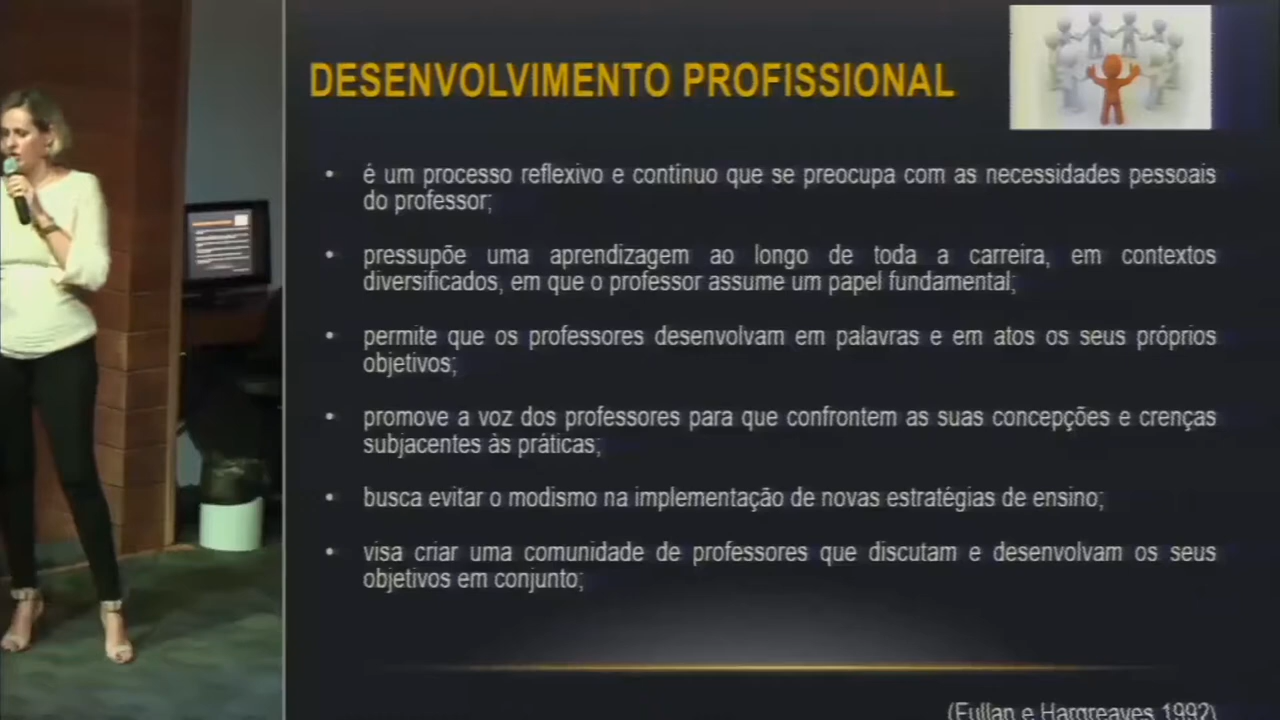 DESENVOLVIMENTO PROFISSIONAL
• é um processo reflexivo e contínuo que se preocupa com as necessidades pessoais
do professor;
• pressupõe uma aprendizagem ao longo de toda a carreira, em contextos
diversificados, em que o professor assume um papel fundamental;
• permite que os professores desenvolvam em palavras e em atos os seus próprios
objetivos;
• promove a voz dos professores para que confrontem as suas concepções e crenças
subjacentes às práticas;
• busca evitar o modismo na implementação de novas estratégias de ensino;
• visa criar uma comunidade de professores que discutam e desenvolvam os seus
objetivos em conjunto;
(Fullan e Hargreaves 1992)